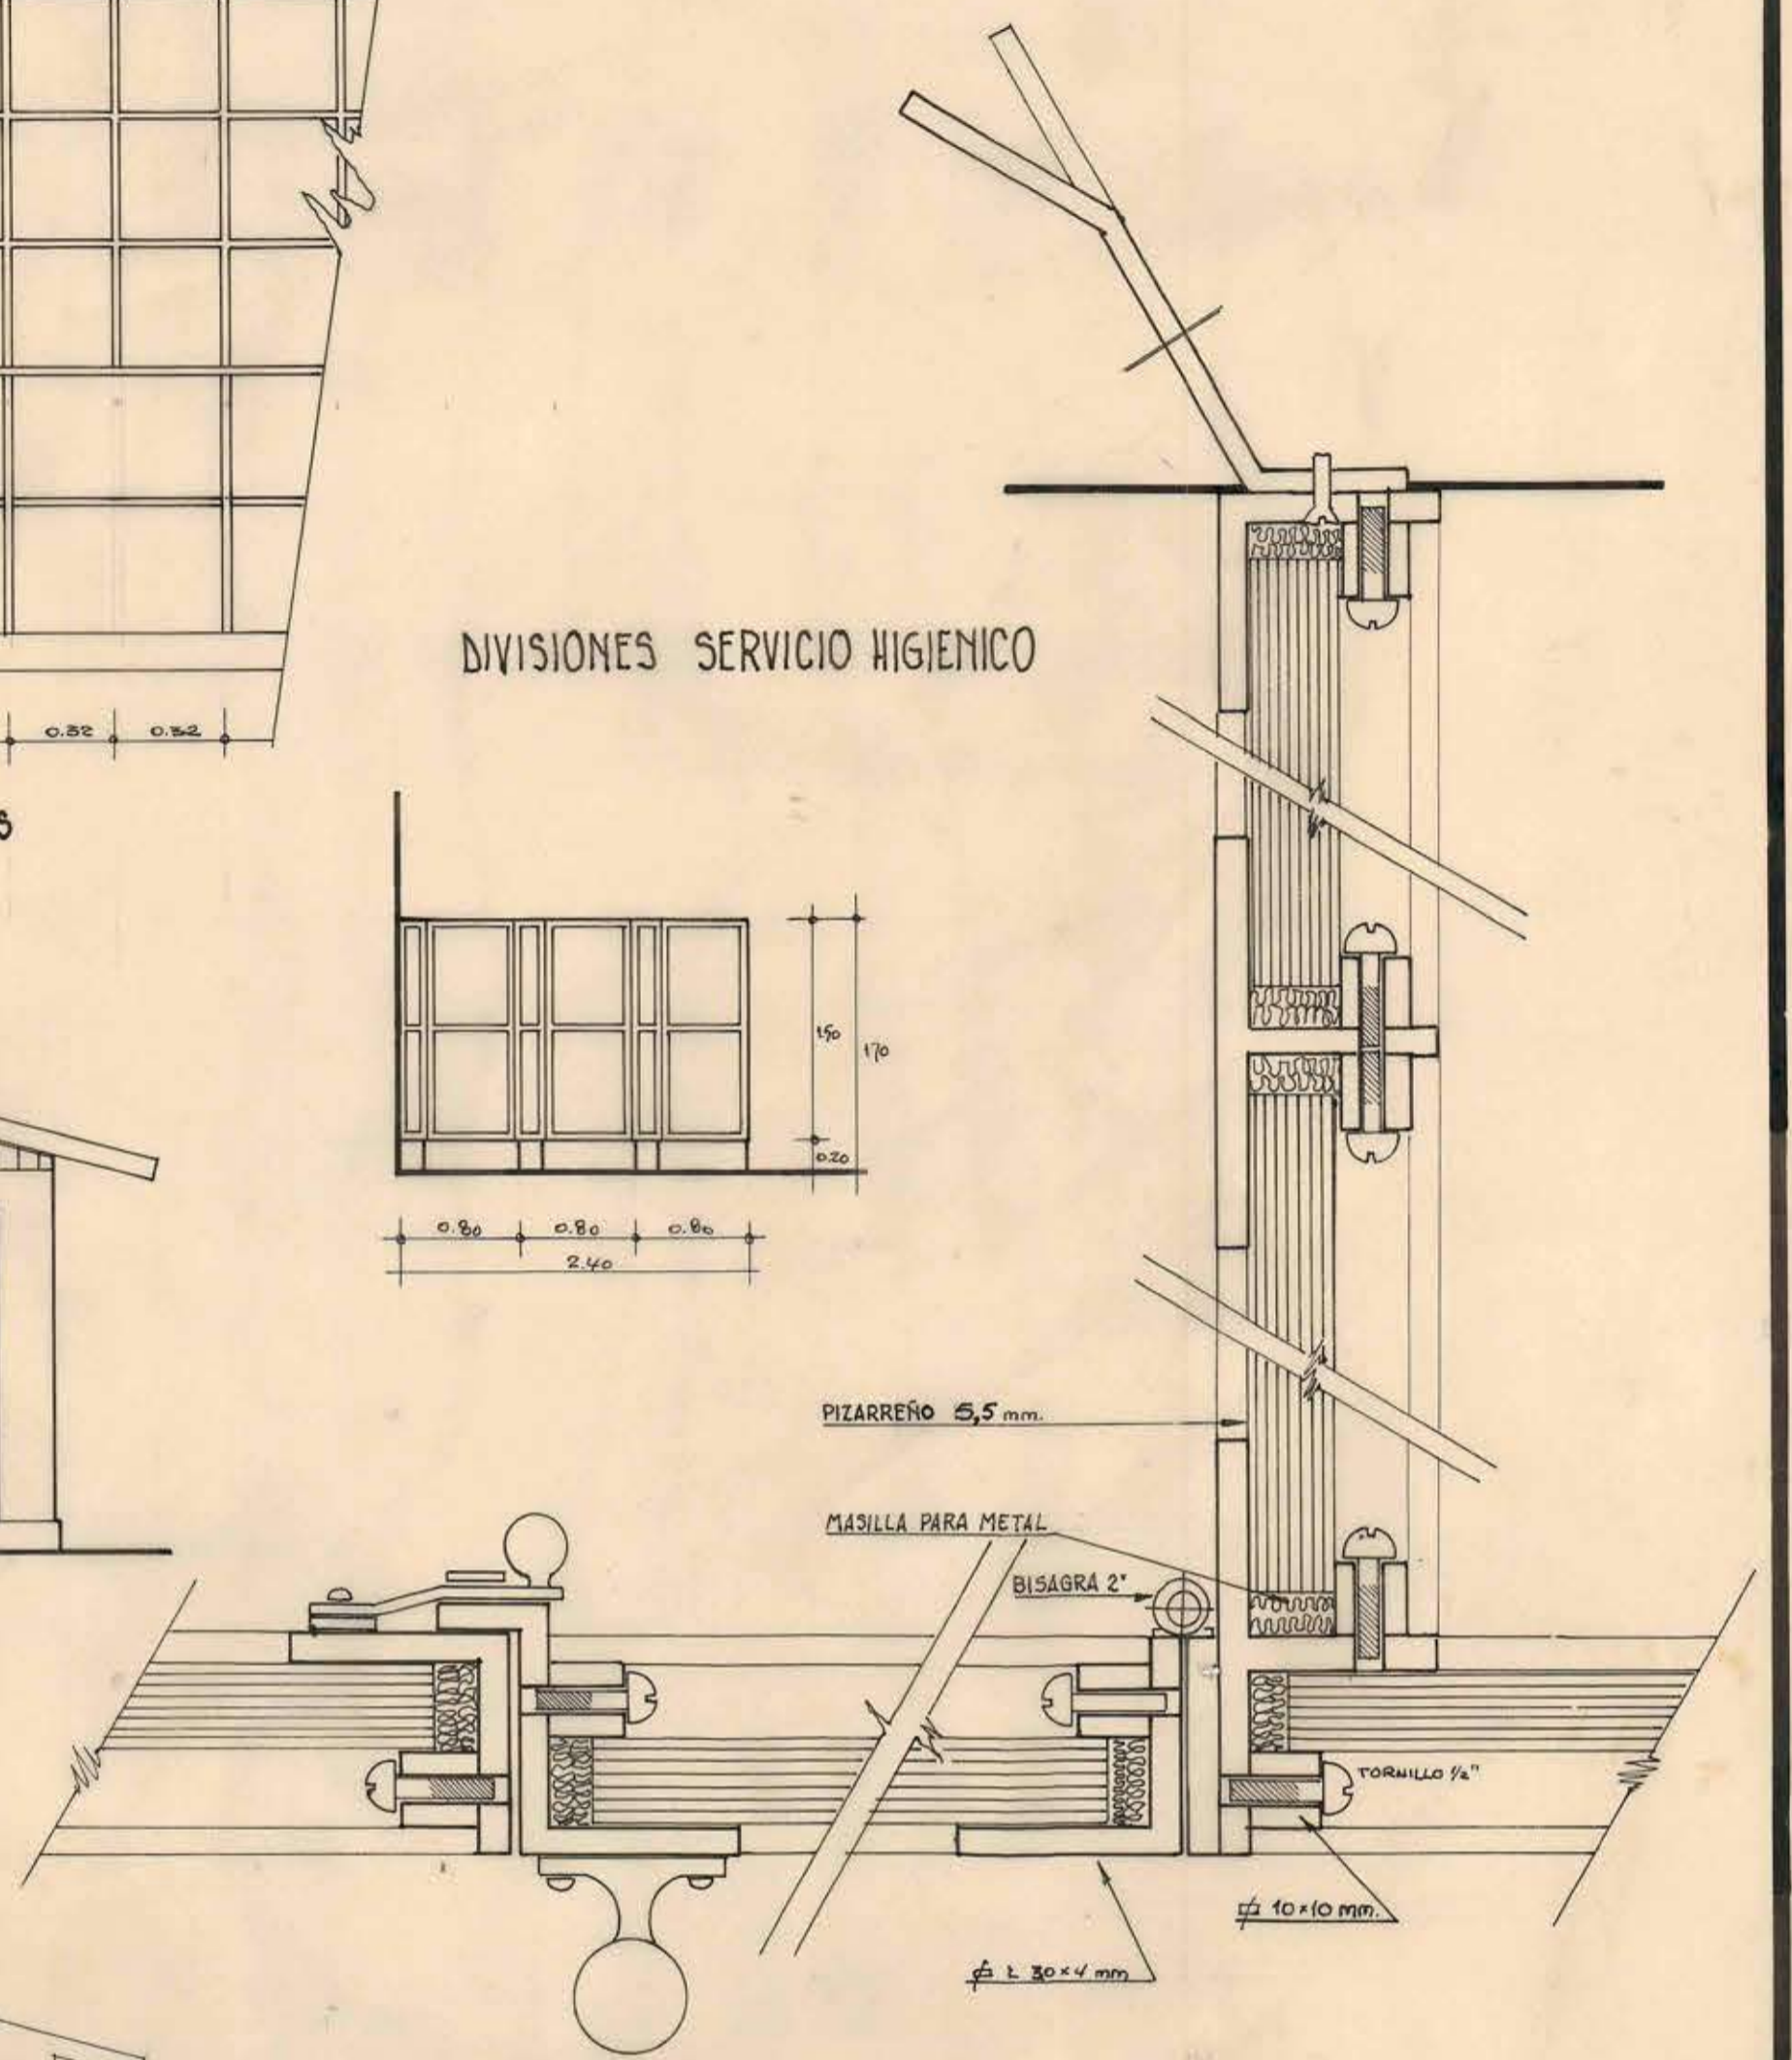 DIVISIONES SERVICIO HIGIENICO
0.32 0.32
S
1.50
1.70
0.20
0.80 0.80 0.80
2.40
PIZARREÑO 5,5 mm.
MASILLA PARA METAL
BISAGRA 2"
TORNILLO 1/2"
10×10 mm.
L 30×4 mm